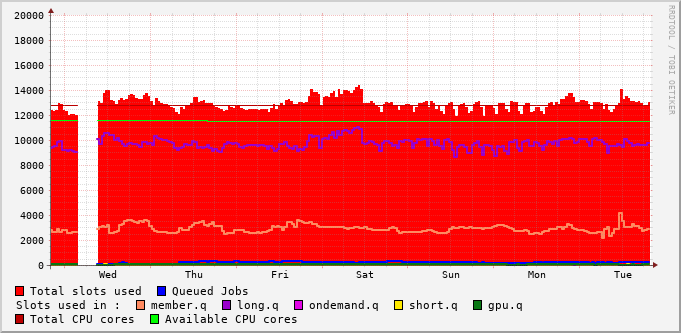 20000
18000
16000
14000
12000
10000
8000
6000
4000
2000
0
Wed Thu Fri Sat Sun Mon Tue
RRDTOOL / TOBI OETIKER
Total slots used Queued Jobs
Slots used in : member.q long.q ondemand.q short.q gpu.q
Total CPU cores Available CPU cores